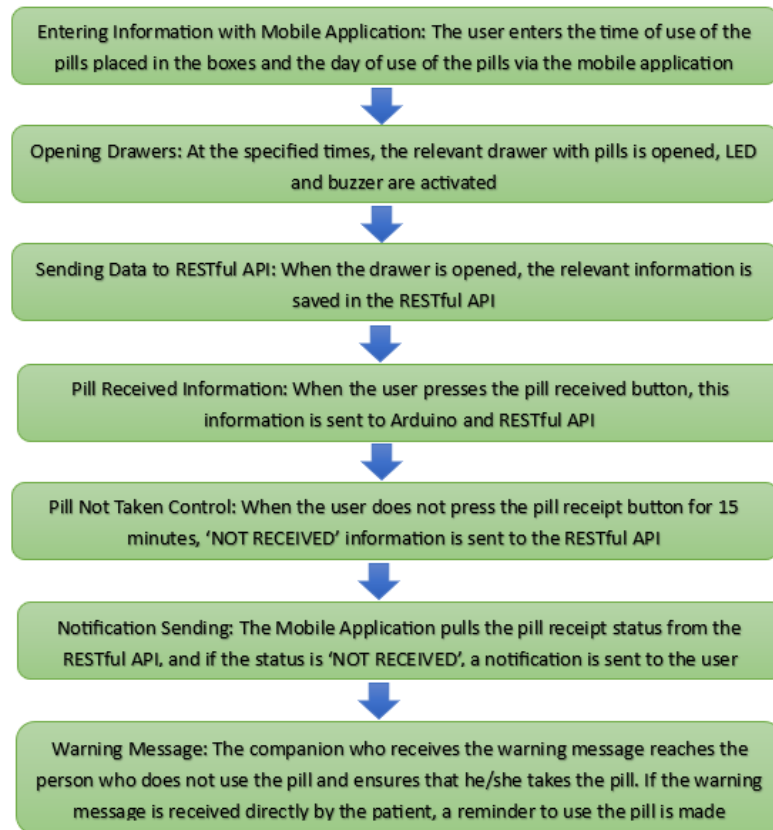 Entering Information with Mobile Application: The user enters the time of use of the
pills placed in the boxes and the day of use of the pills via the mobile application
Opening Drawers: At the specified times, the relevant drawer with pills is opened, LED
and buzzer are activated
Sending Data to RESTful API: When the drawer is opened, the relevant information is
saved in the RESTful API
Pill Received Information: When the user presses the pill received button, this
information is sent to Arduino and RESTful API
Pill Not Taken Control: When the user does not press the pill receipt button for 15
minutes, ‘NOT RECEIVED’ information is sent to the RESTful API
Notification Sending: The Mobile Application pulls the pill receipt status from the
RESTful API, and if the status is ‘NOT RECEIVED’, a notification is sent to the user
Warning Message: The companion who receives the warning message reaches the
person who does not use the pill and ensures that he/she takes the pill. If the warning
message is received directly by the patient, a reminder to use the pill is made